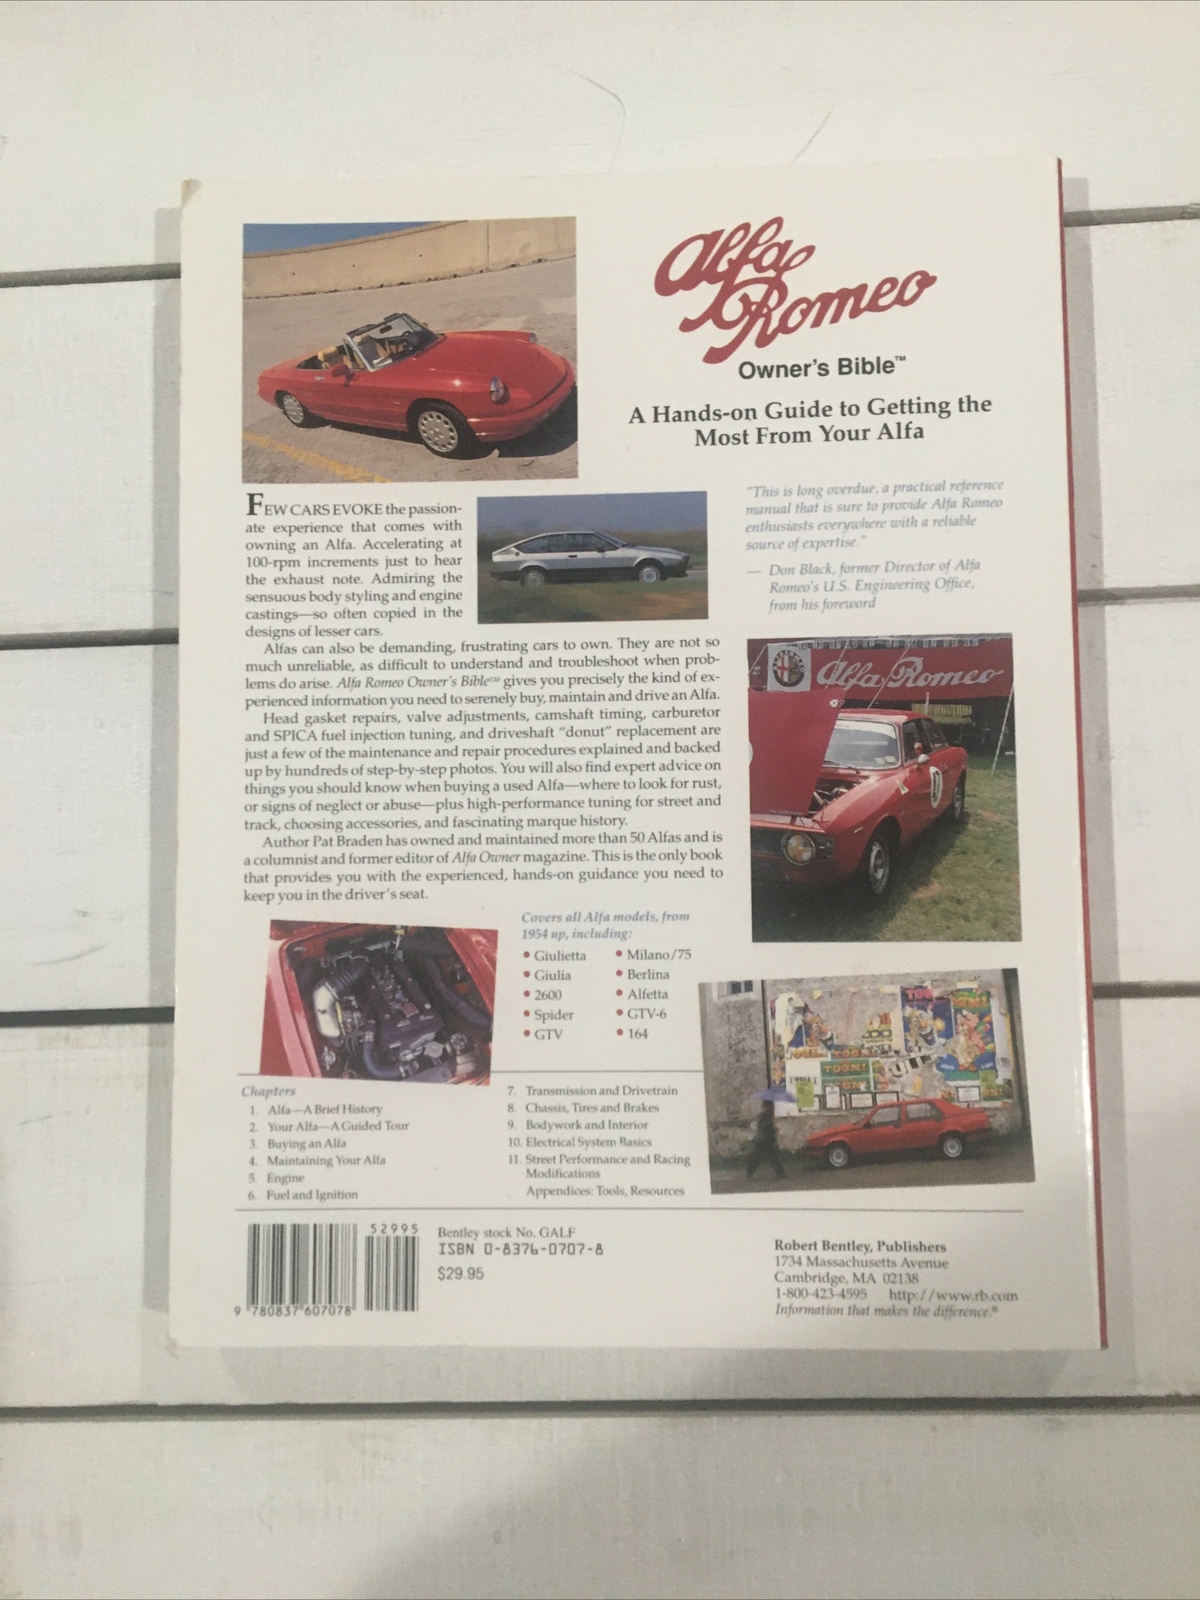 Alfa
Romeo
Owner's Bible™
A Hands-on Guide to Getting the
Most From Your Alfa
FEW CARS EVOKE the passion-
ate experience that comes with
owning an Alfa. Accelerating at
100-rpm increments just to hear
the exhaust note. Admiring the
sensuous body styling and engine
castings—so often copied in the
designs of lesser cars.
Alfas can also be demanding, frustrating cars to own. They are not so
much unreliable, as difficult to understand and troubleshoot when prob-
lems do arise. Alfa Romeo Owner's Bible™ gives you precisely the kind of ex-
perienced information you need to serenely buy, maintain and drive an Alfa.
Head gasket repairs, valve adjustments, camshaft timing, carburetor
and SPICA fuel injection tuning, and driveshaft "donut" replacement are
just a few of the maintenance and repair procedures explained and backed
up by hundreds of step-by-step photos. You will also find expert advice on
things you should know when buying a used Alfa—where to look for rust,
or signs of neglect or abuse—plus high-performance tuning for street and
track, choosing accessories, and fascinating marque history.
Author Pat Braden has owned and maintained more than 50 Alfas and is
a columnist and former editor of Alfa Owner magazine. This is the only book
that provides you with the experienced, hands-on guidance you need to
keep you in the driver's seat.
"This is long overdue, a practical reference
manual that is sure to provide Alfa Romeo
enthusiasts everywhere with a reliable
source of expertise."
— Don Black, former Director of Alfa
Romeo's U.S. Engineering Office,
from his foreword
Alfa Romeo
Covers all Alfa models, from
1954 up, including:
• Giulietta
• Giulia
• 2600
• Spider
• GTV
• Milano/75
• Berlina
• Alfetta
• GTV-6
• 164
TOGNI
Chapters
1. Alfa—A Brief History
2. Your Alfa—A Guided Tour
3. Buying an Alfa
4. Maintaining Your Alfa
5. Engine
6. Fuel and Ignition
7. Transmission and Drivetrain
8. Chassis, Tires and Brakes
9. Bodywork and Interior
10. Electrical System Basics
11. Street Performance and Racing
Modifications
Appendices: Tools, Resources
52995
9 780837 607078
Bentley stock No. GALF
ISBN 0-8376-0707-8
$29.95
Robert Bentley, Publishers
1734 Massachusetts Avenue
Cambridge, MA 02138
1-800-423-4595 http://www.rb.com
Information that makes the difference.®